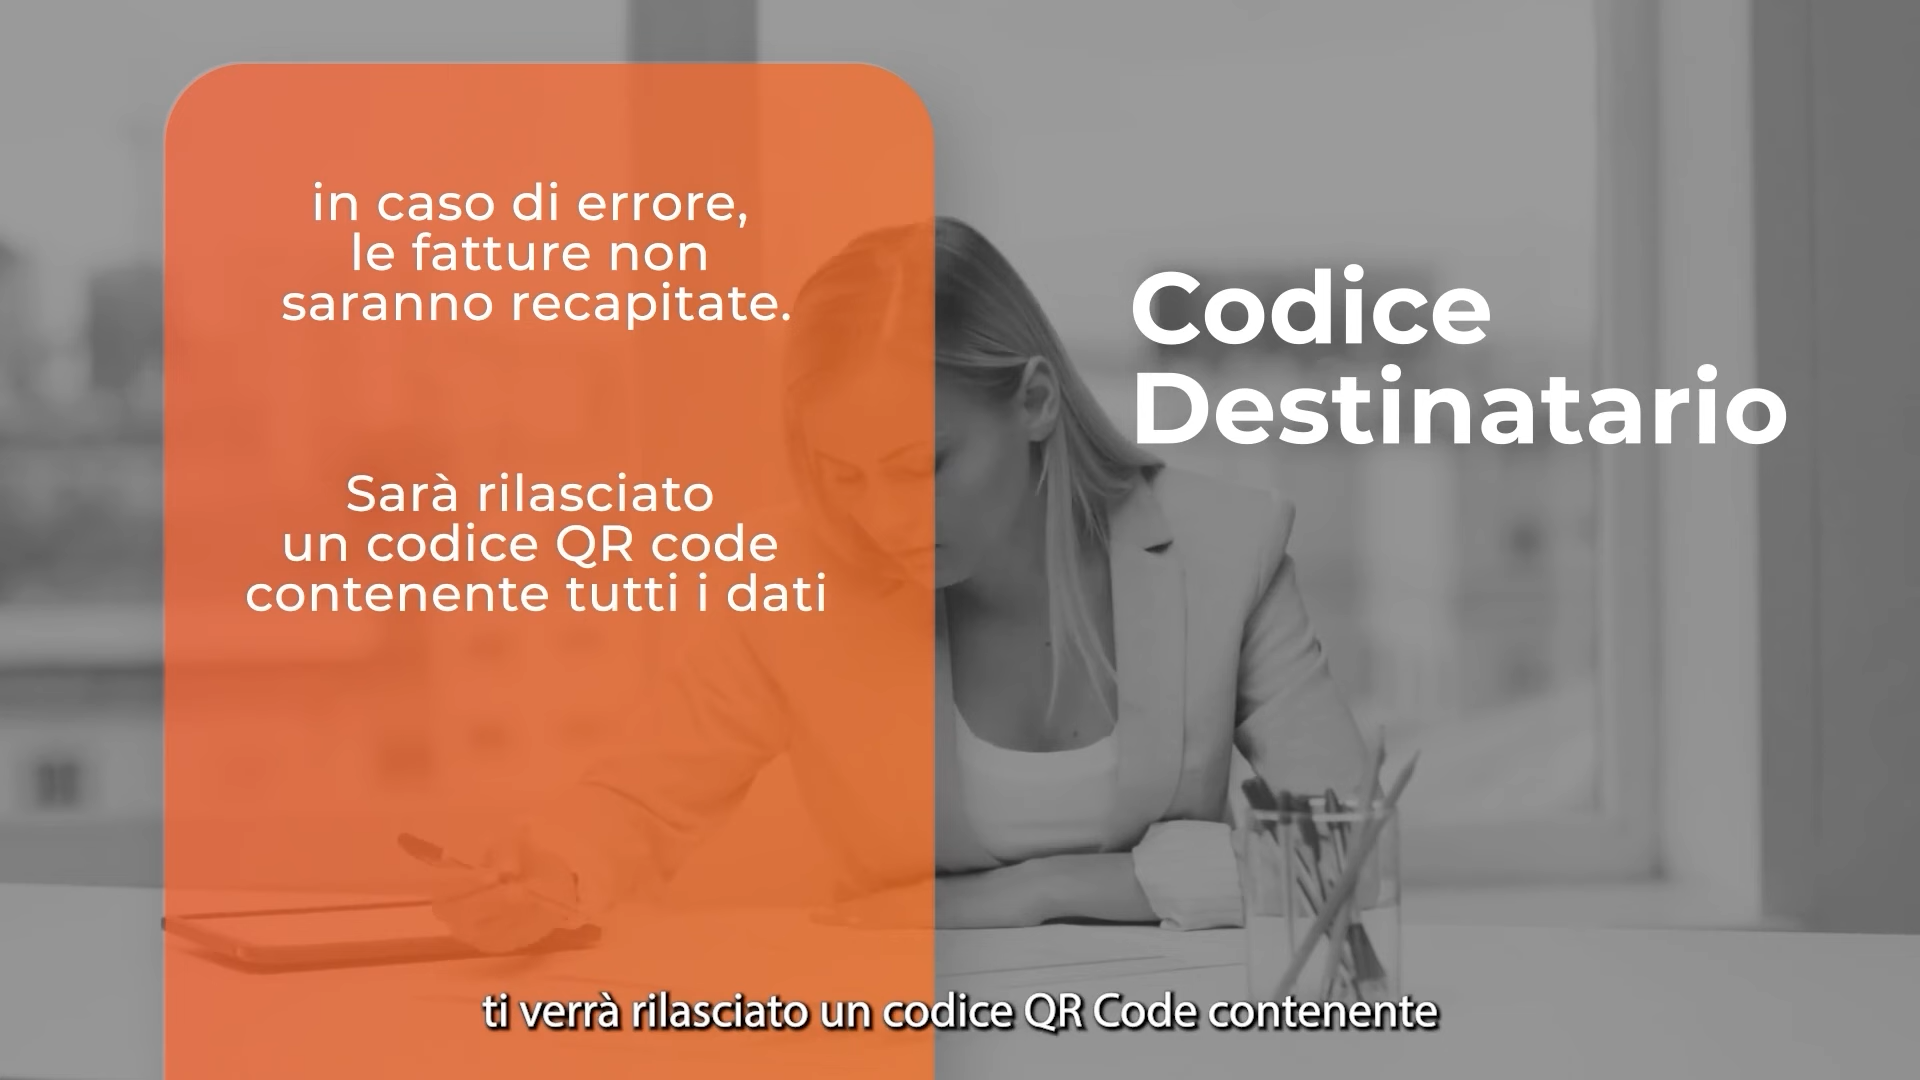 in caso di errore,
le fatture non
saranno recapitate.
Sarà rilasciato
un codice QR code
contenente tutti i dati
Codice
Destinatario
ti verrà rilasciato un codice QR Code contenente